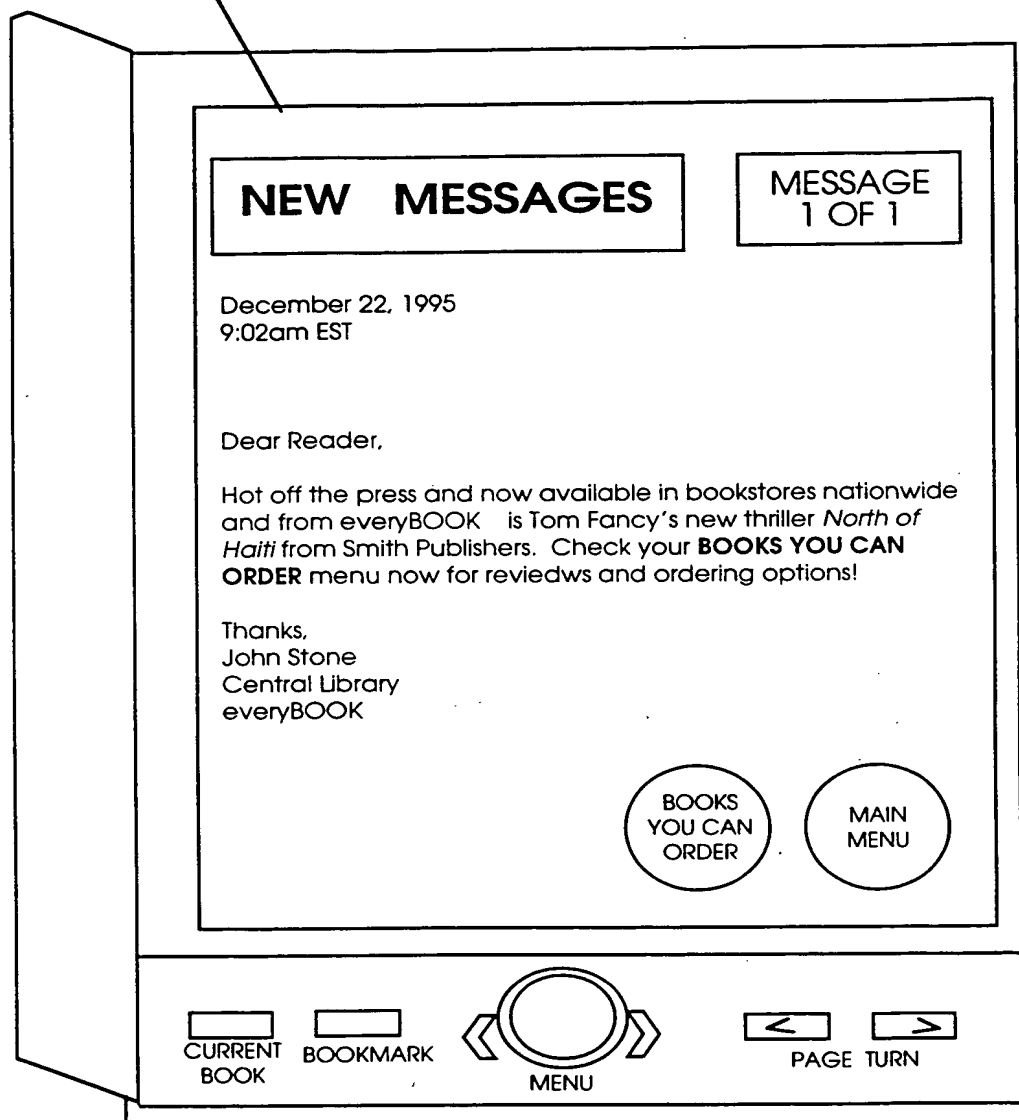 NEW MESSAGES
MESSAGE
1 OF 1
December 22, 1995
9:02am EST
Dear Reader,
Hot off the press and now available in bookstores nationwide
and from everyBOOK is Tom Fancy's new thriller North of
Haiti from Smith Publishers. Check your BOOKS YOU CAN
ORDER menu now for reviedws and ordering options!
Thanks,
John Stone
Central Library
everyBOOK
BOOKS
YOU CAN
ORDER
MAIN
MENU
CURRENT
BOOK
BOOKMARK
MENU
< >
PAGE TURN